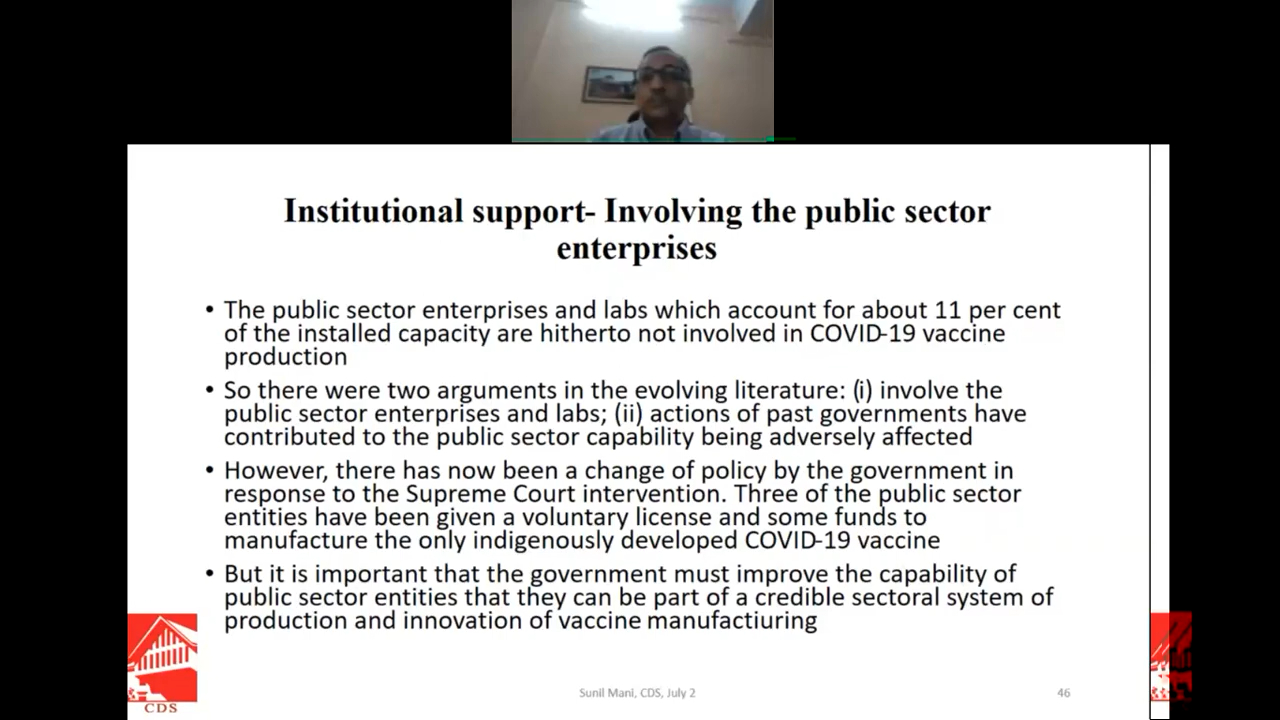 Institutional support- Involving the public sector
enterprises
• The public sector enterprises and labs which account for about 11 per cent
of the installed capacity are hitherto not involved in COVID-19 vaccine
production
• So there were two arguments in the evolving literature: (i) involve the
public sector enterprises and labs; (ii) actions of past governments have
contributed to the public sector capability being adversely affected
• However, there has now been a change of policy by the government in
response to the Supreme Court intervention. Three of the public sector
entities have been given a voluntary license and some funds to
manufacture the only indigenously developed COVID-19 vaccine
• But it is important that the government must improve the capability of
public sector entities that they can be part of a credible sectoral system of
production and innovation of vaccine manufactiuring
CDS
Sunil Mani, CDS, July 2
46